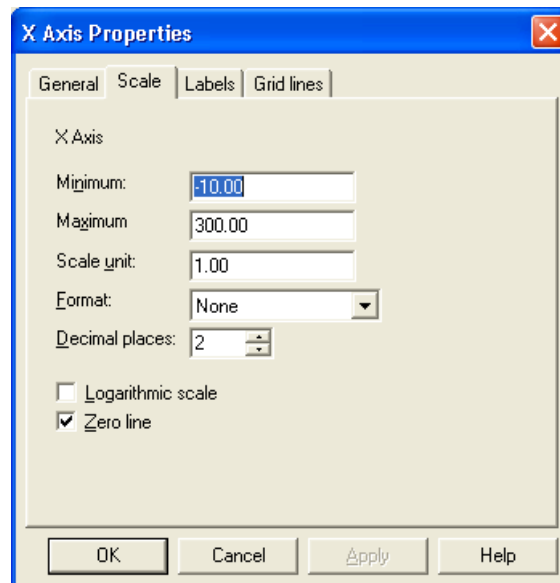 X Axis Properties
General Scale Labels Grid lines
X Axis
Minimum: -10.00
Maximum 300.00
Scale unit: 1.00
Format: None
Decimal places: 2
Logarithmic scale
Zero line
OK Cancel Apply Help